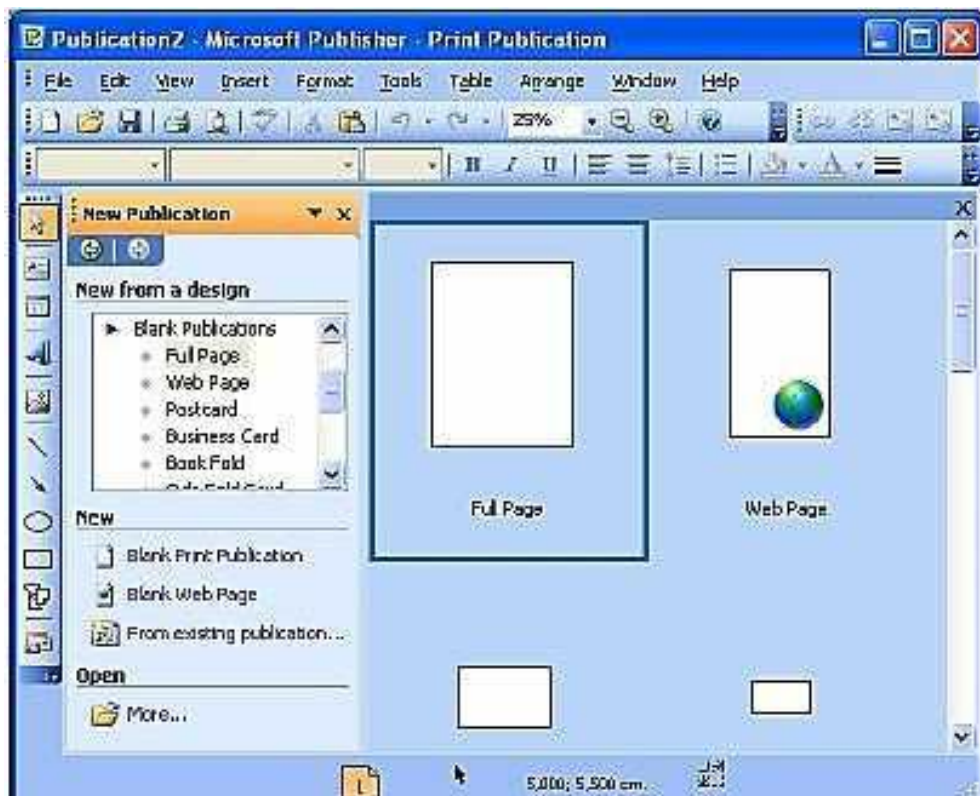 Publication2 - Microsoft Publisher - Print Publication
File Edit View Insert Format Tools Table Arrange Window Help
25%
B I U A
New Publication
New from a design
Blank Publications
Full Page
Web Page
Postcard
Business Card
Book Fold
New
Blank Print Publication
Blank Web Page
From existing publication...
Open
More...
Full Page
Web Page
1
5,000; 5,500 cm.